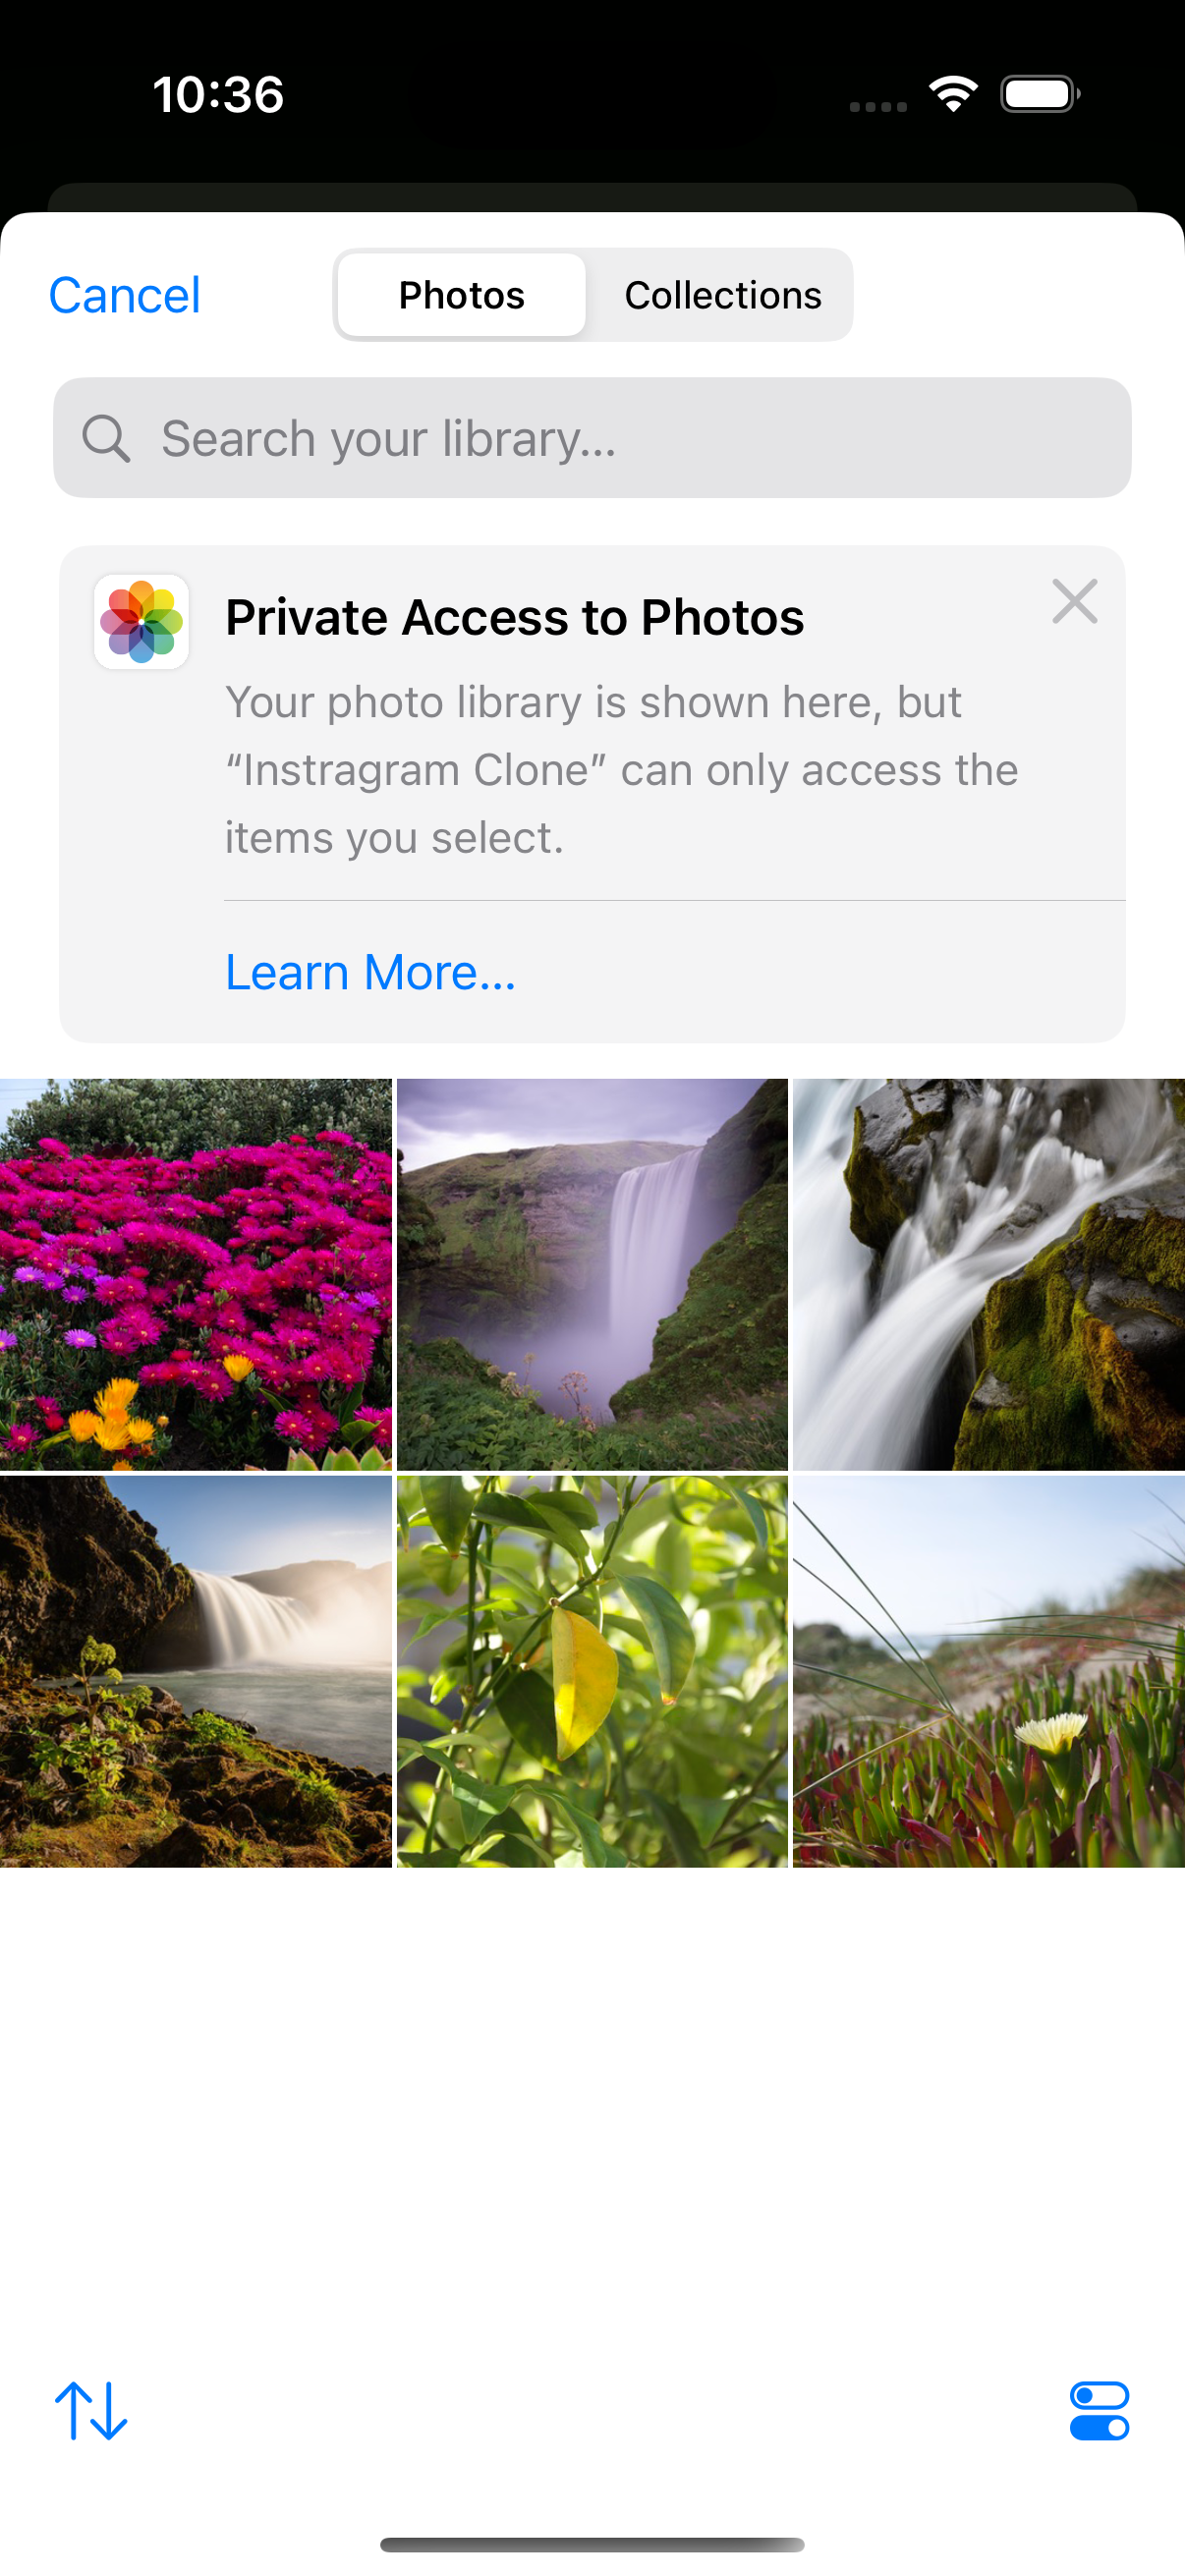 10:36
Cancel
Photos
Collections
Search your library...
Private Access to Photos
Your photo library is shown here, but
“Instragram Clone” can only access the
items you select.
Learn More...